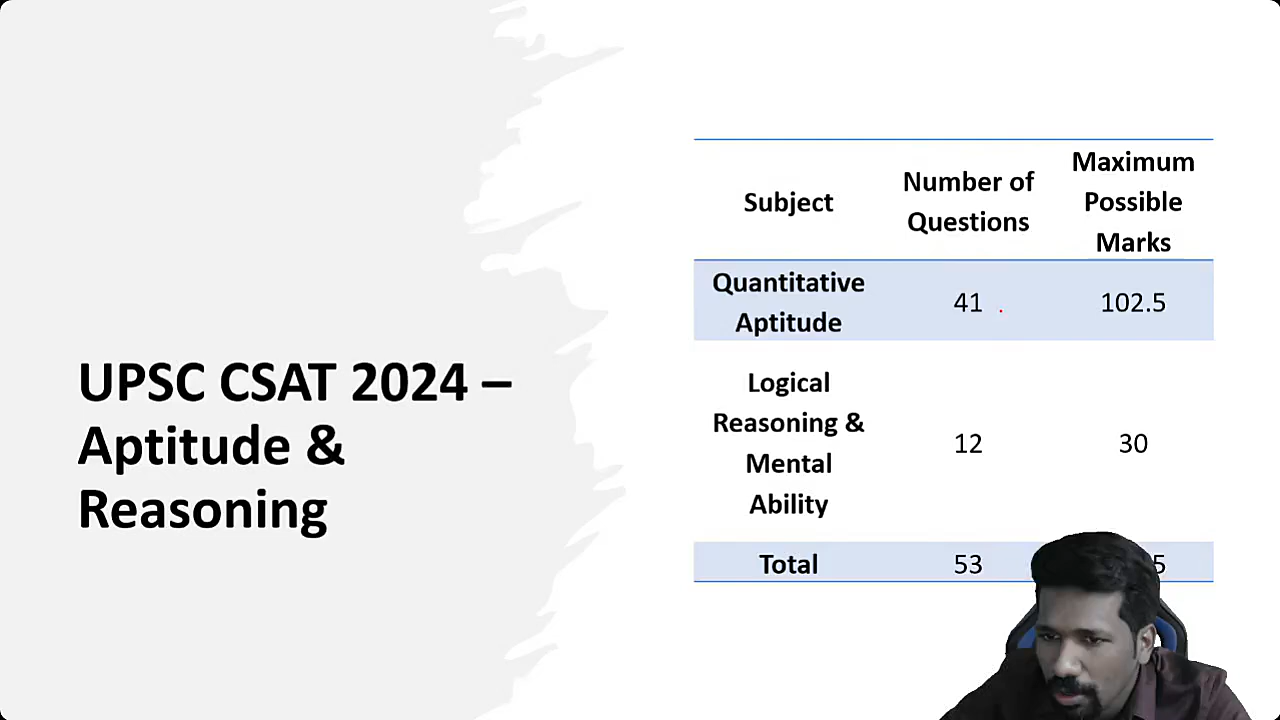 UPSC CSAT 2024 –
Aptitude &
Reasoning
Subject
Number of
Questions
Maximum
Possible
Marks
Quantitative
Aptitude
41
102.5
Logical
Reasoning &
Mental
Ability
12
30
Total
53